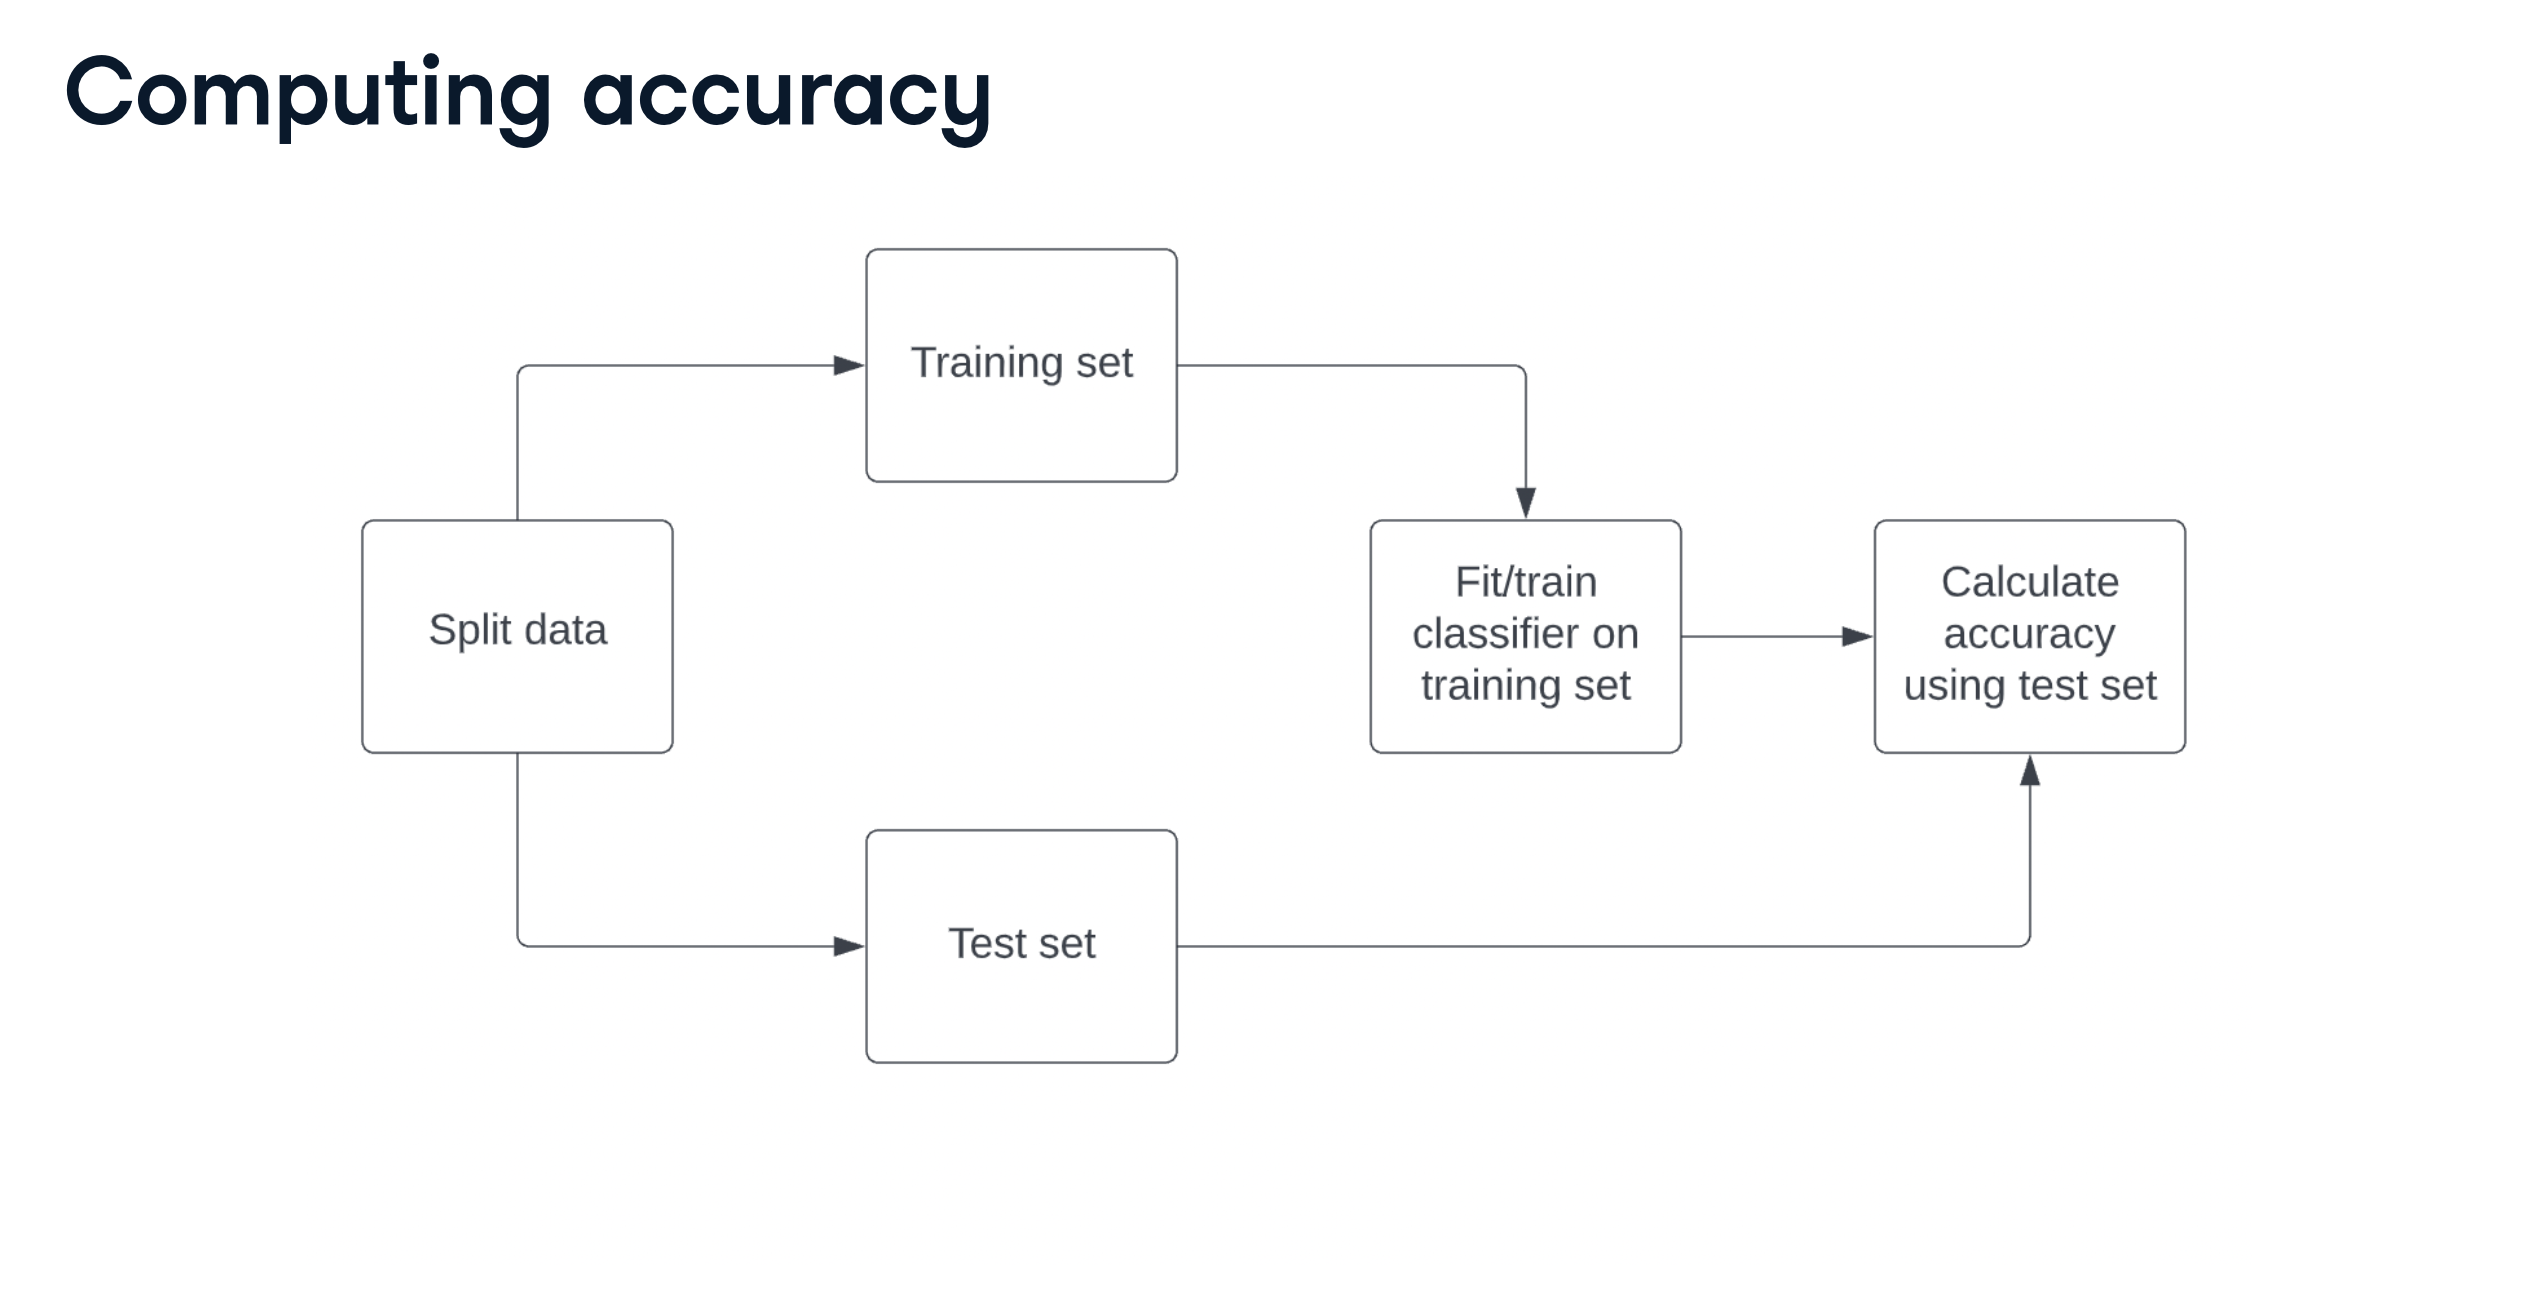 Computing accuracy
Training set
Split data
Fit/train
classifier on
training set
Calculate
accuracy
using test set
Test set